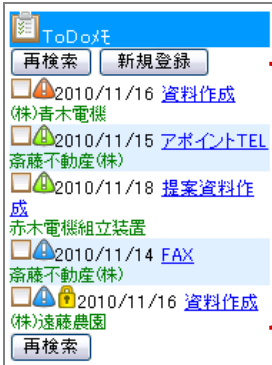 ToDoメモ
再検索 新規登録
2010/11/16 資料作成
(株)青木電機
2010/11/15 アポイントTEL
斎藤不動産(株)
2010/11/18 提案資料作
成
赤木電機組立装置
2010/11/14 FAX
斎藤不動産(株)
2010/11/16 資料作成
(株)遠藤農園
再検索